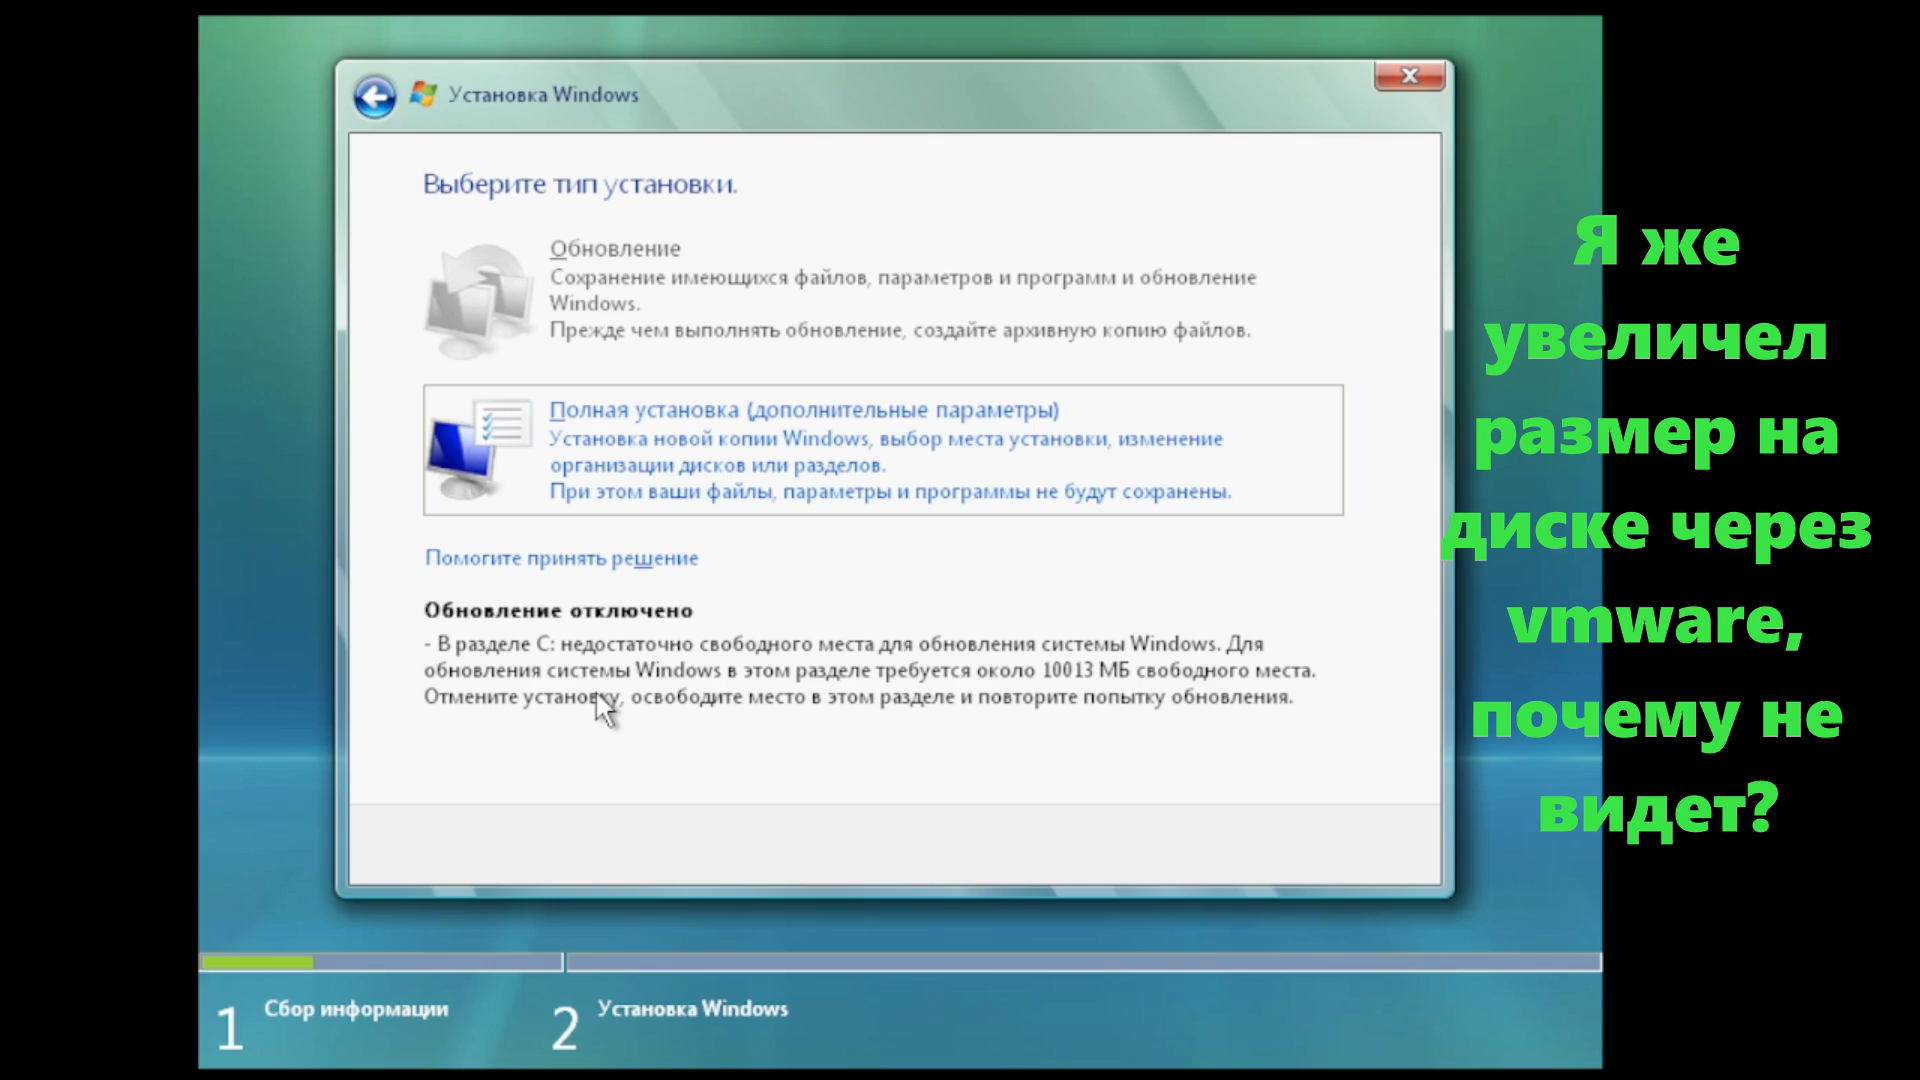 Установка Windows
Выберите тип установки.
Обновление
Сохранение имеющихся файлов, параметров и программ и обновление
Windows.
Прежде чем выполнять обновление, создайте архивную копию файлов.
Полная установка (дополнительные параметры)
Установка новой копии Windows, выбор места установки, изменение
организации дисков или разделов.
При этом ваши файлы, параметры и программы не будут сохранены.
Помогите принять решение
Обновление отключено
- В разделе C: недостаточно свободного места для обновления системы Windows. Для
обновления системы Windows в этом разделе требуется около 10013 МБ свободного места.
Отмените установку, освободите место в этом разделе и повторите попытку обновления.
1 Сбор информации
2 Установка Windows
Я же
увеличел
размер на
диске через
vmware,
почему не
видет?